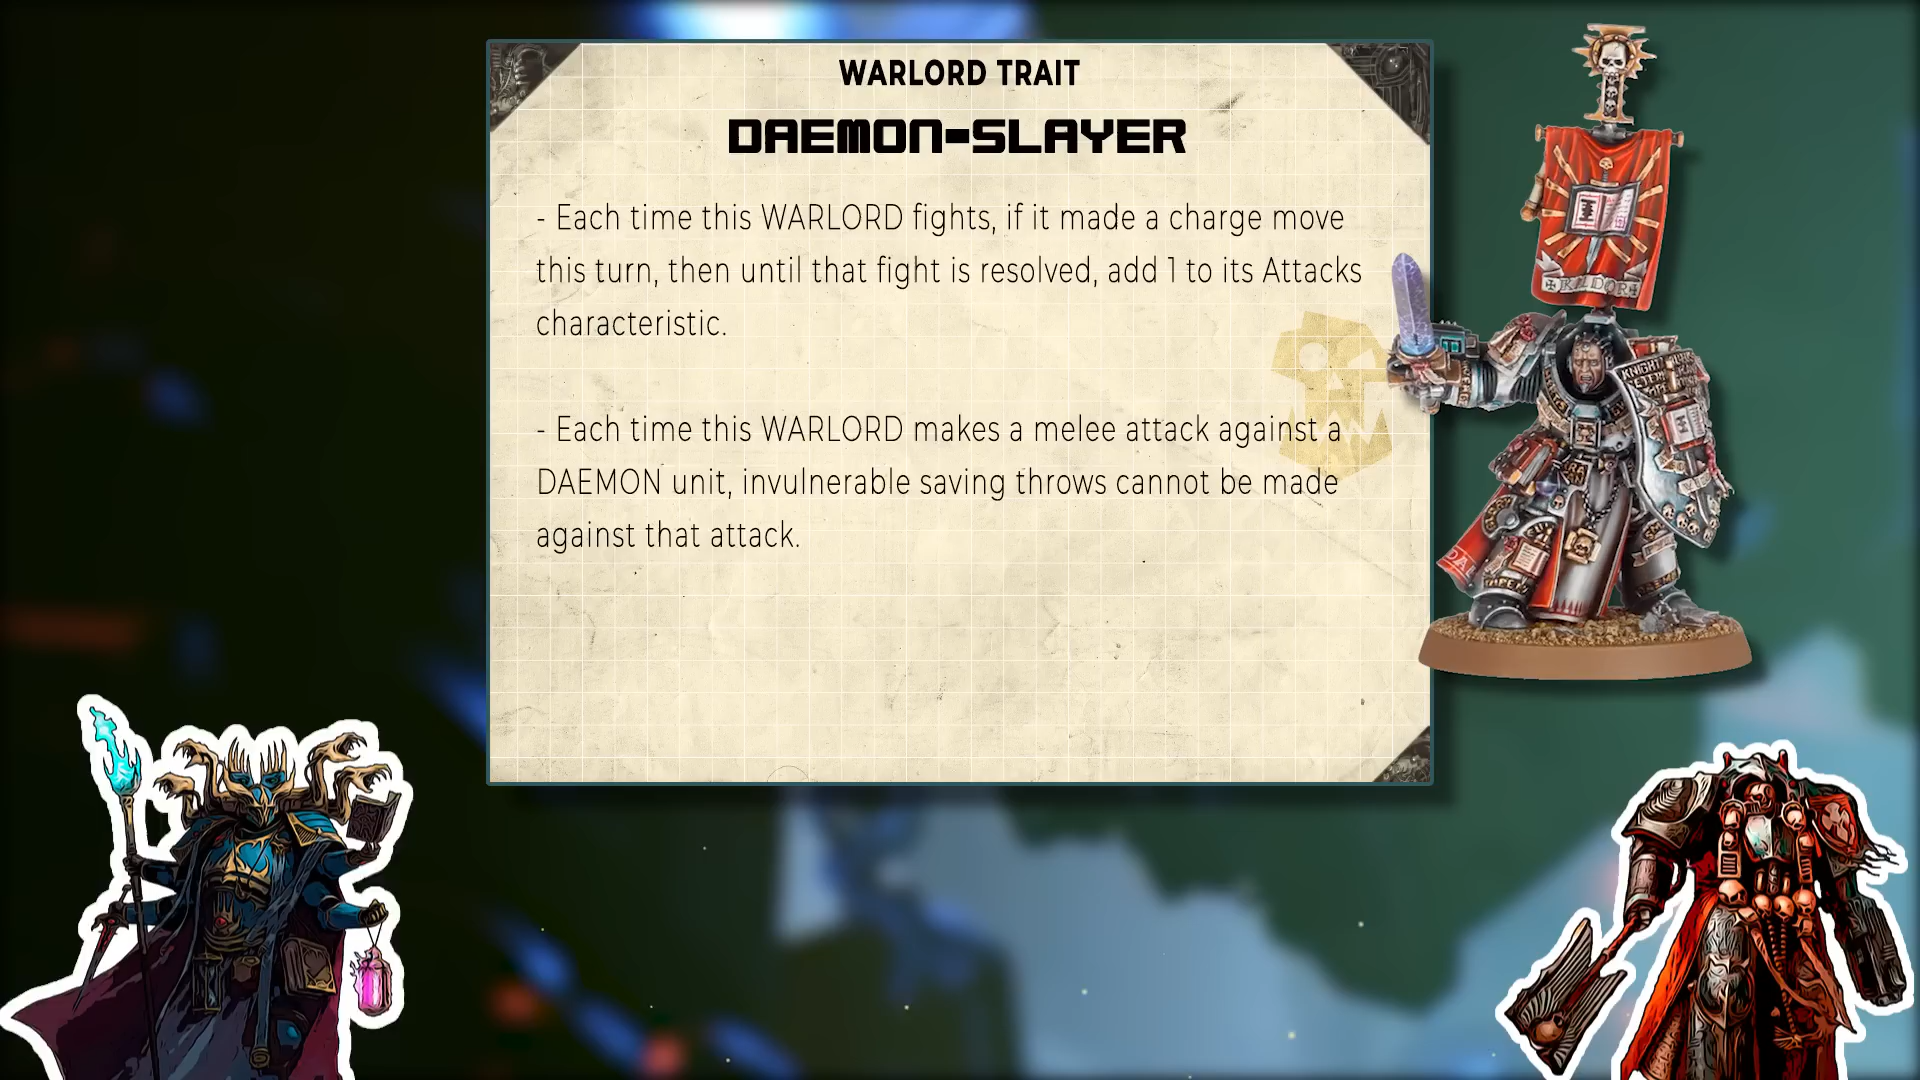 WARLORD TRAIT
DAEMON-SLAYER
- Each time this WARLORD fights, if it made a charge move
this turn, then until that fight is resolved, add 1 to its Attacks
characteristic.
- Each time this WARLORD makes a melee attack against a
DAEMON unit, invulnerable saving throws cannot be made
against that attack.
KALDOR
KNIGHT